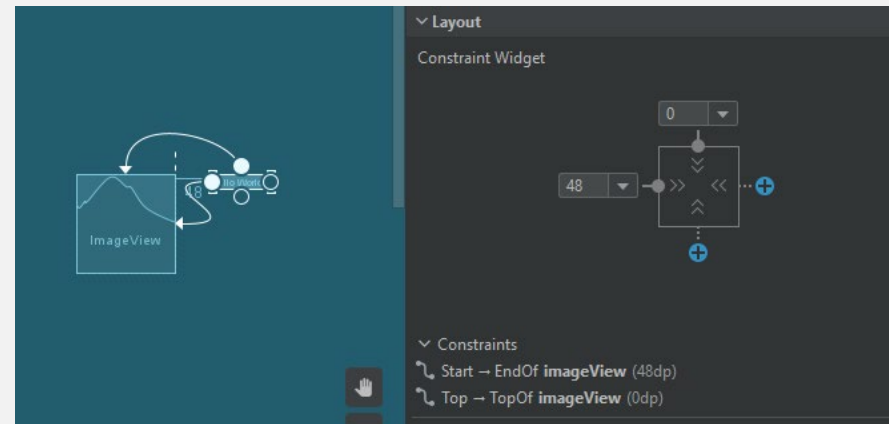 Layout
Constraint Widget
0
48
48
ImageView
Constraints
Start → EndOf imageView (48dp)
Top → TopOf imageView (0dp)